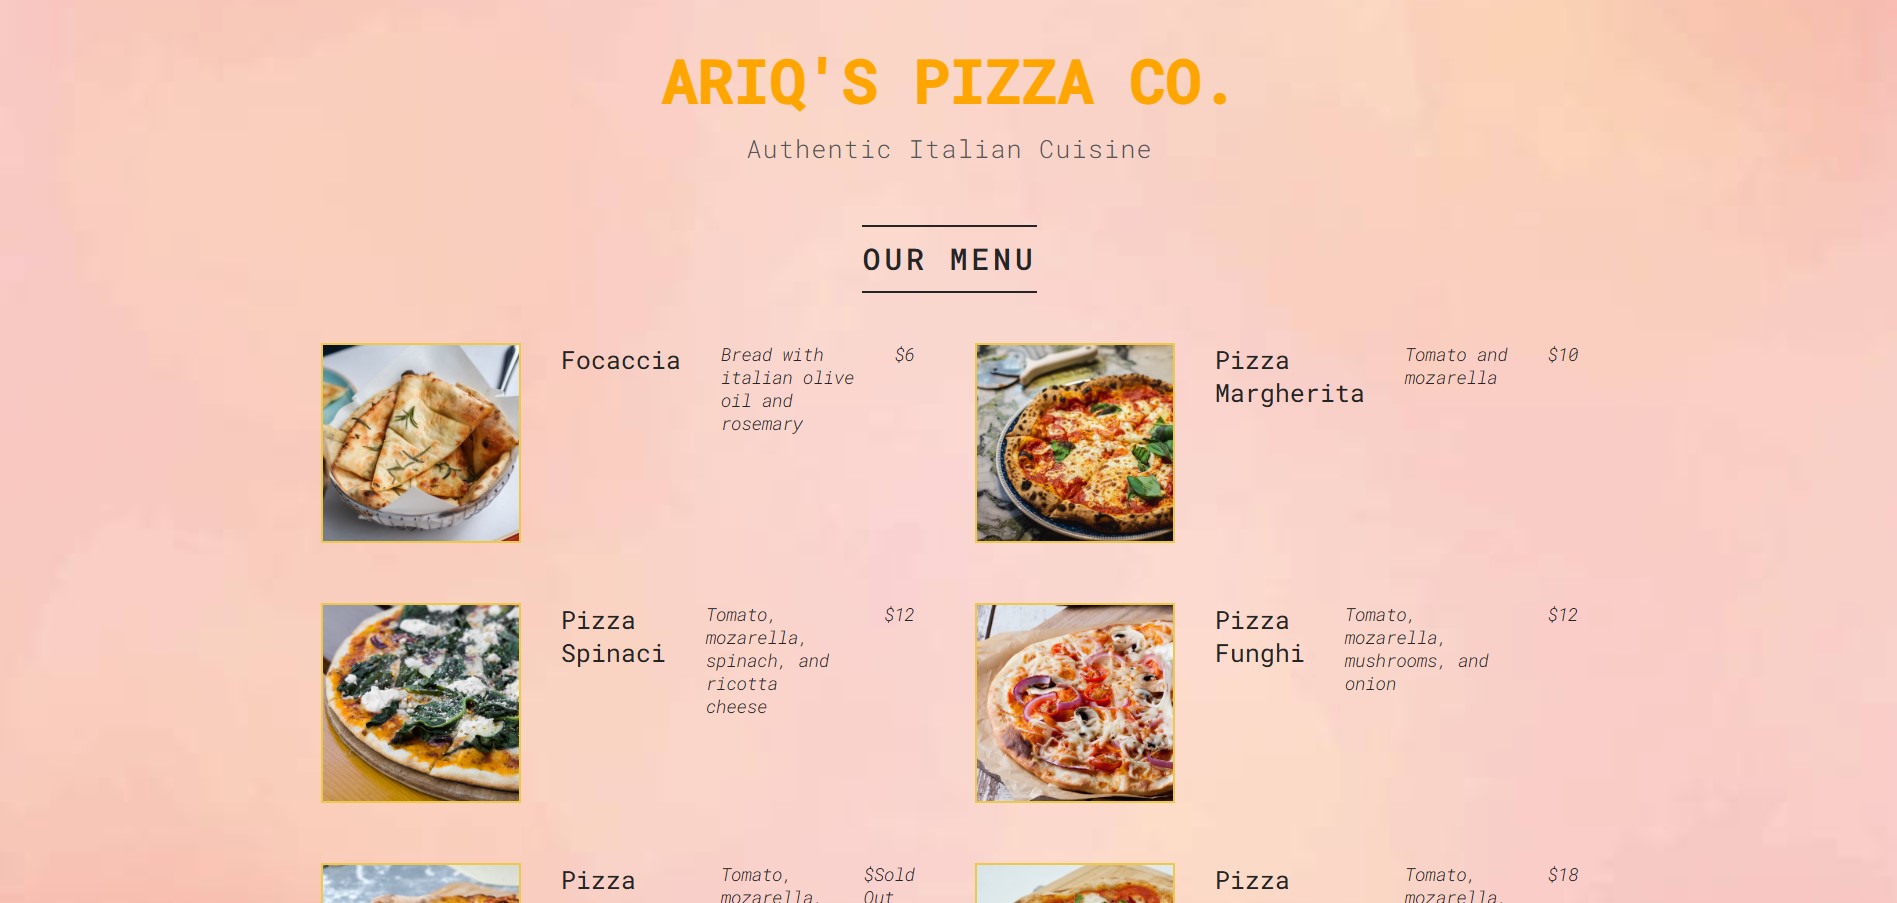 ARIQ'S PIZZA CO.
Authentic Italian Cuisine
OUR MENU
Focaccia
Bread with
italian olive
oil and
rosemary
$6
Pizza
Margherita
Tomato and
mozarella
$10
Pizza
Spinaci
Tomato,
mozarella,
spinach, and
ricotta
cheese
$12
Pizza
Funghi
Tomato,
mozarella,
mushrooms, and
onion
$12
Pizza
Tomato,
mozarella,
$Sold
Out
Pizza
Tomato,
mozarella,
$18